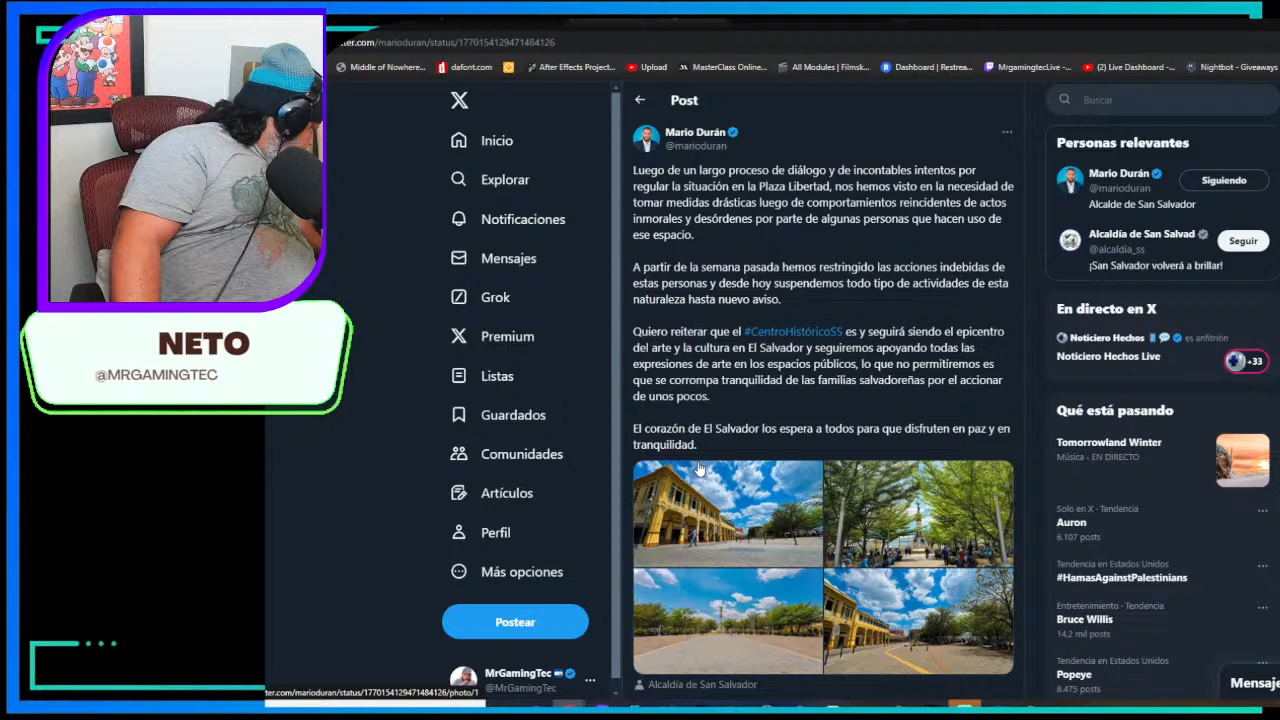 tter.com/marioduran/status/1770154129471484126
Middle of Nowhere...
dafont.com
After Effects Project...
Upload
MasterClass Online...
All Modules | Filmsk...
Dashboard | Restrea...
MrgamingtecLive -...
(2) Live Dashboard -...
Nightbot - Giveaways
NETO
@MRGAMINGTEC
Inicio
Explorar
Notificaciones
Mensajes
Grok
Premium
Listas
Guardados
Comunidades
Artículos
Perfil
Más opciones
Postear
MrGamingTec
@MrGamingTec
tter.com/marioduran/status/1770154129471484126/photo/1
Post
Mario Durán
@marioduran
Luego de un largo proceso de diálogo y de incontables intentos por
regular la situación en la Plaza Libertad, nos hemos visto en la necesidad de
tomar medidas drásticas luego de comportamientos reincidentes de actos
inmorales y desórdenes por parte de algunas personas que hacen uso de
ese espacio.
A partir de la semana pasada hemos restringido las acciones indebidas de
estas personas y desde hoy suspendemos todo tipo de actividades de esta
naturaleza hasta nuevo aviso.
Quiero reiterar que el #CentroHistóricoSS es y seguirá siendo el epicentro
del arte y la cultura en El Salvador y seguiremos apoyando todas las
expresiones de arte en los espacios públicos, lo que no permitiremos es
que se corrompa tranquilidad de las familias salvadoreñas por el accionar
de unos pocos.
El corazón de El Salvador los espera a todos para que disfruten en paz y en
tranquilidad.
Alcaldía de San Salvador
Buscar
Personas relevantes
Mario Durán
@marioduran
Siguiendo
Alcalde de San Salvador
Alcaldía de San Salvad
@alcaldia_ss
Seguir
¡San Salvador volverá a brillar!
En directo en X
Noticiero Hechos es anfitrión
Noticiero Hechos Live
+33
Qué está pasando
Tomorrowland Winter
Música · EN DIRECTO
Solo en X · Tendencia
Auron
6.107 posts
Tendencia en Estados Unidos
#HamasAgainstPalestinians
Entretenimiento · Tendencia
Bruce Willis
14,2 mil posts
Tendencia en Estados Unidos
Popeye
8.475 posts
Mensaje